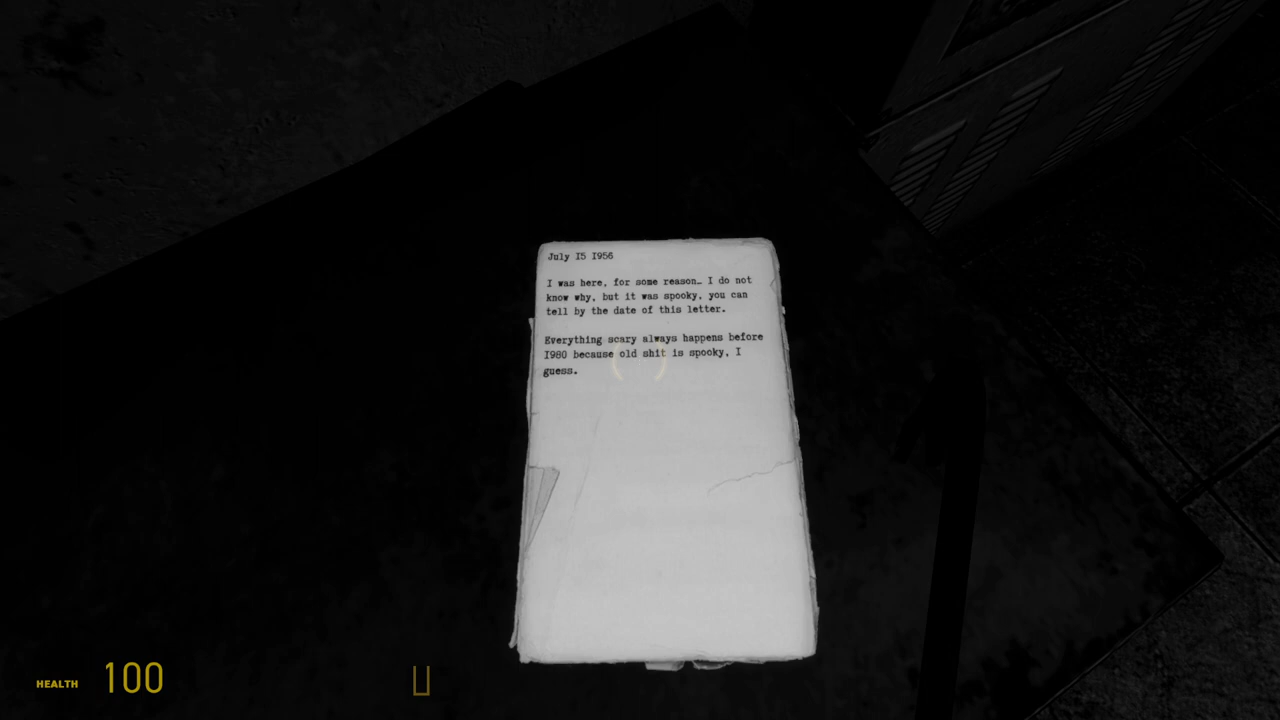 July 15 1956
I was here, for some reason… I do not
know why, but it was spooky, you can
tell by the date of this letter.
Everything scary always happens before
1980 because old shit is spooky, I
guess.
HEALTH 100